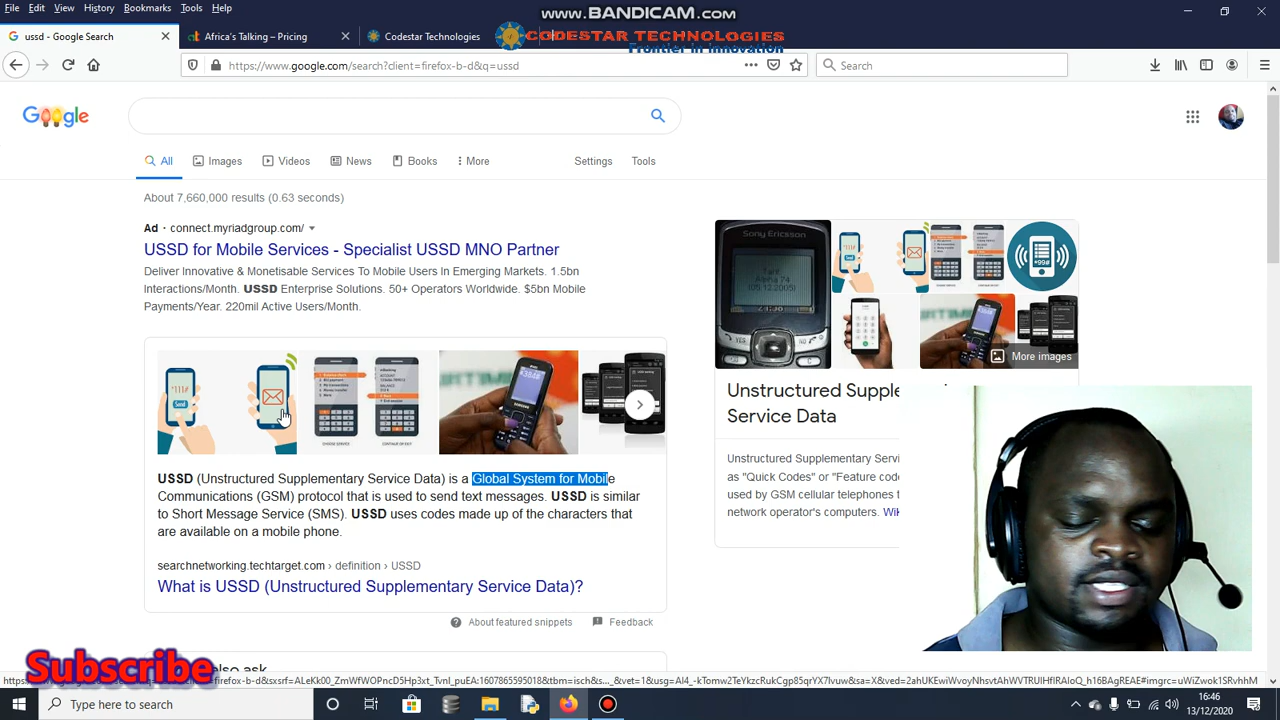 www.BANDICAM.com
File Edit View History Bookmarks Tools Help
ussd - Google Search
Africa's Talking – Pricing
Codestar Technologies
CODESTAR TECHNOLOGIES
Frontier in Innovation
https://www.google.com/search?client=firefox-b-d&q=ussd
Search
Google
All Images Videos News Books More Settings Tools
About 7,660,000 results (0.63 seconds)
Ad · connect.myriadgroup.com/
USSD for Mobile Services - Specialist USSD MNO Partner
Deliver Innovative & Monetisable Services To Mobile Users In Emerging Markets. 1.5bn
Interactions/Month. USSD Enterprise Solutions. 50+ Operators Worldwide. $5bn Mobile
Payments/Year. 220mil Active Users/Month.
Sony Ericsson
*99#
More images
Send
USSD (Unstructured Supplementary Service Data) is a Global System for Mobile
Communications (GSM) protocol that is used to send text messages. USSD is similar
to Short Message Service (SMS). USSD uses codes made up of the characters that
are available on a mobile phone.
searchnetworking.techtarget.com › definition › USSD
What is USSD (Unstructured Supplementary Service Data)?
About featured snippets Feedback
also ask
Unstructured Supple
Service Data
Unstructured Supplementary Servi
as "Quick Codes" or "Feature cod
used by GSM cellular telephones t
network operator's computers. Wik
Subscribe
Type here to search
16:46
13/12/2020